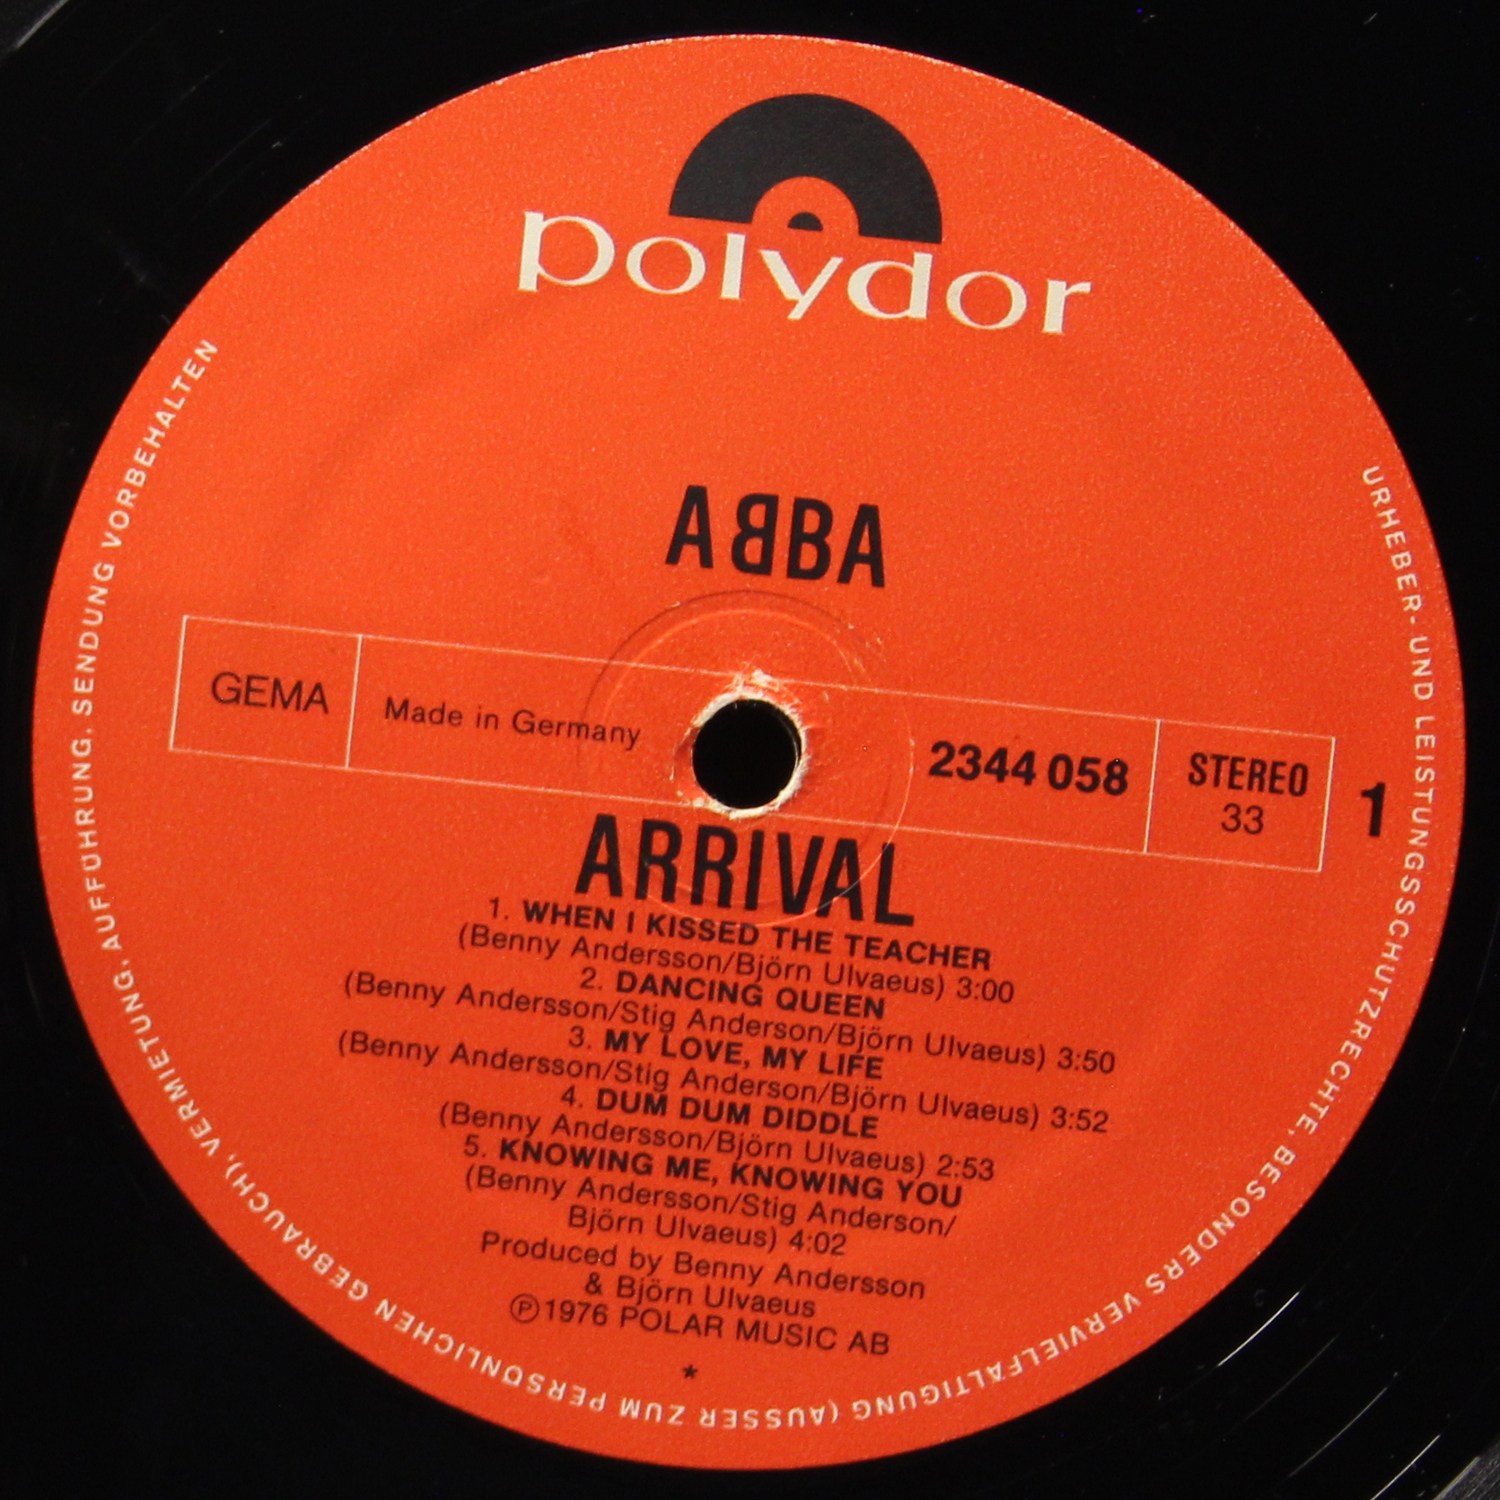 polydor
ABBA
GEMA
Made in Germany
2344 058
STEREO
33
1
ARRIVAL
1. WHEN I KISSED THE TEACHER
(Benny Andersson/Björn Ulvaeus) 3:00
2. DANCING QUEEN
(Benny Andersson/Stig Anderson/Björn Ulvaeus) 3:50
3. MY LOVE, MY LIFE
(Benny Andersson/Stig Anderson/Björn Ulvaeus) 3:52
4. DUM DUM DIDDLE
(Benny Andersson/Björn Ulvaeus) 2:53
5. KNOWING ME, KNOWING YOU
(Benny Andersson/Stig Anderson/
Björn Ulvaeus) 4:02
Produced by Benny Andersson
& Björn Ulvaeus
℗1976 POLAR MUSIC AB
*
URHEBER- UND LEISTUNGSSCHUTZRECHTE, BESONDERS VERVIELFÄLTIGUNG (AUSSER ZUM PERSÖNLICHEN GEBRAUCH), VERMIETUNG, AUFFÜHRUNG, SENDUNG VORBEHALTEN